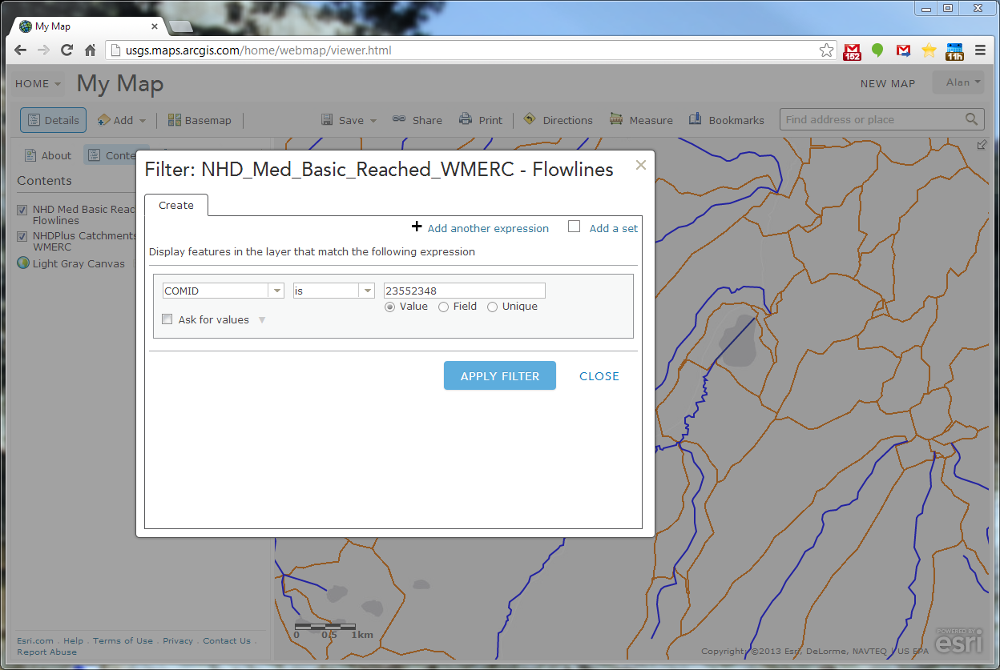 My Map
usgs.maps.arcgis.com/home/webmap/viewer.html
152
11h
HOME
My Map
NEW MAP
Alan
Details
Add
Basemap
Save
Share
Print
Directions
Measure
Bookmarks
Find address or place
About
Conte
Contents
NHD Med Basic Reac
Flowlines
NHDPlus Catchments
WMERC
Light Gray Canvas
Filter: NHD_Med_Basic_Reached_WMERC - Flowlines
Create
Add another expression
Add a set
Display features in the layer that match the following expression
COMID
is
23552348
Value
Field
Unique
Ask for values
APPLY FILTER
CLOSE
0 0.5 1km
Esri.com . Help . Terms of Use . Privacy . Contact Us .
Report Abuse
Copyright: ©2013 Esri, DeLorme, NAVTEQ | US EPA
POWERED BY
esri